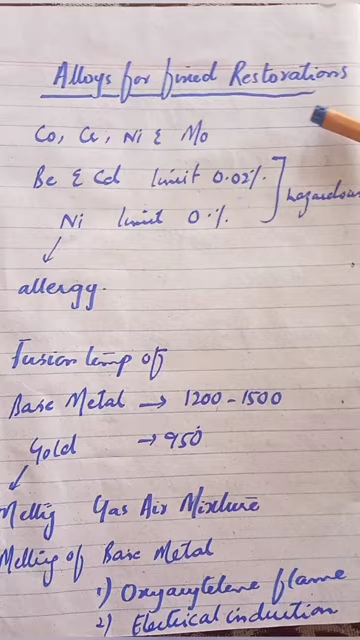 Alloys for fixed Restorations
Co, Cr, Ni & Mo
Be & Cd limit 0.02%
Ni limit 0.% hazardous
allergy.
Fusion temp of
Base Metal → 1200 - 1500
Gold → 950
Melting Gas Air Mixture
Melting of Base Metal
1) Oxyacytelene flame
2) Electrical induction